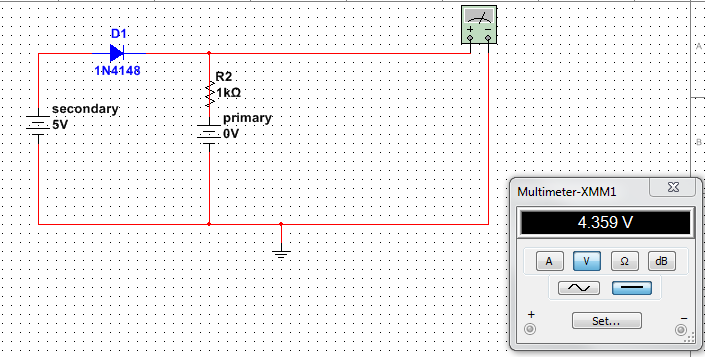 D1
1N4148
R2
1kΩ
secondary
5V
primary
0V
+ −
A
B
Multimeter-XMM1
4.359 V
A V Ω dB
+ Set... −